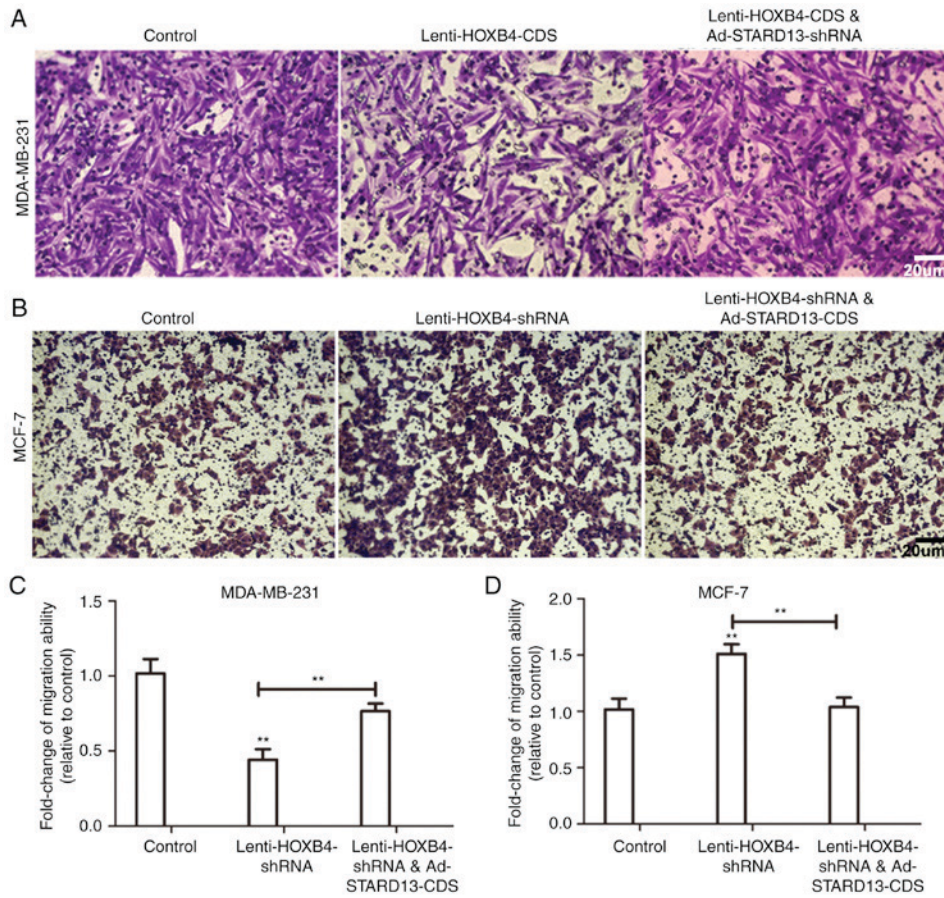 A
Control
Lenti-HOXB4-CDS
Lenti-HOXB4-CDS &
Ad-STARD13-shRNA
MDA-MB-231
20um
B
Control
Lenti-HOXB4-shRNA
Lenti-HOXB4-shRNA &
Ad-STARD13-CDS
MCF-7
20um
C
MDA-MB-231
Fold-change of migration ability
(relative to control)
1.5
1.0
0.5
0.0
**
**
Control
Lenti-HOXB4-
shRNA
Lenti-HOXB4-
shRNA & Ad-
STARD13-CDS
D
MCF-7
Fold-change of migration ability
(relative to control)
2.0
1.5
1.0
0.5
0.0
**
**
Control
Lenti-HOXB4-
shRNA
Lenti-HOXB4-
shRNA & Ad-
STARD13-CDS